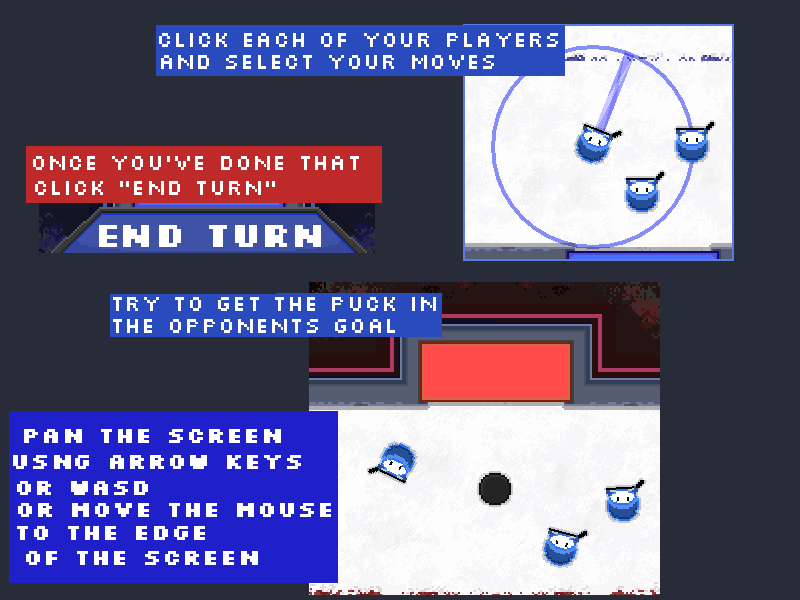 CLICK EACH OF YOUR PLAYERS
AND SELECT YOUR MOVES
ONCE YOU'VE DONE THAT
CLICK "END TURN"
END TURN
TRY TO GET THE PUCK IN
THE OPPONENTS GOAL
PAN THE SCREEN
USNG ARROW KEYS
OR WASD
OR MOVE THE MOUSE
TO THE EDGE
OF THE SCREEN